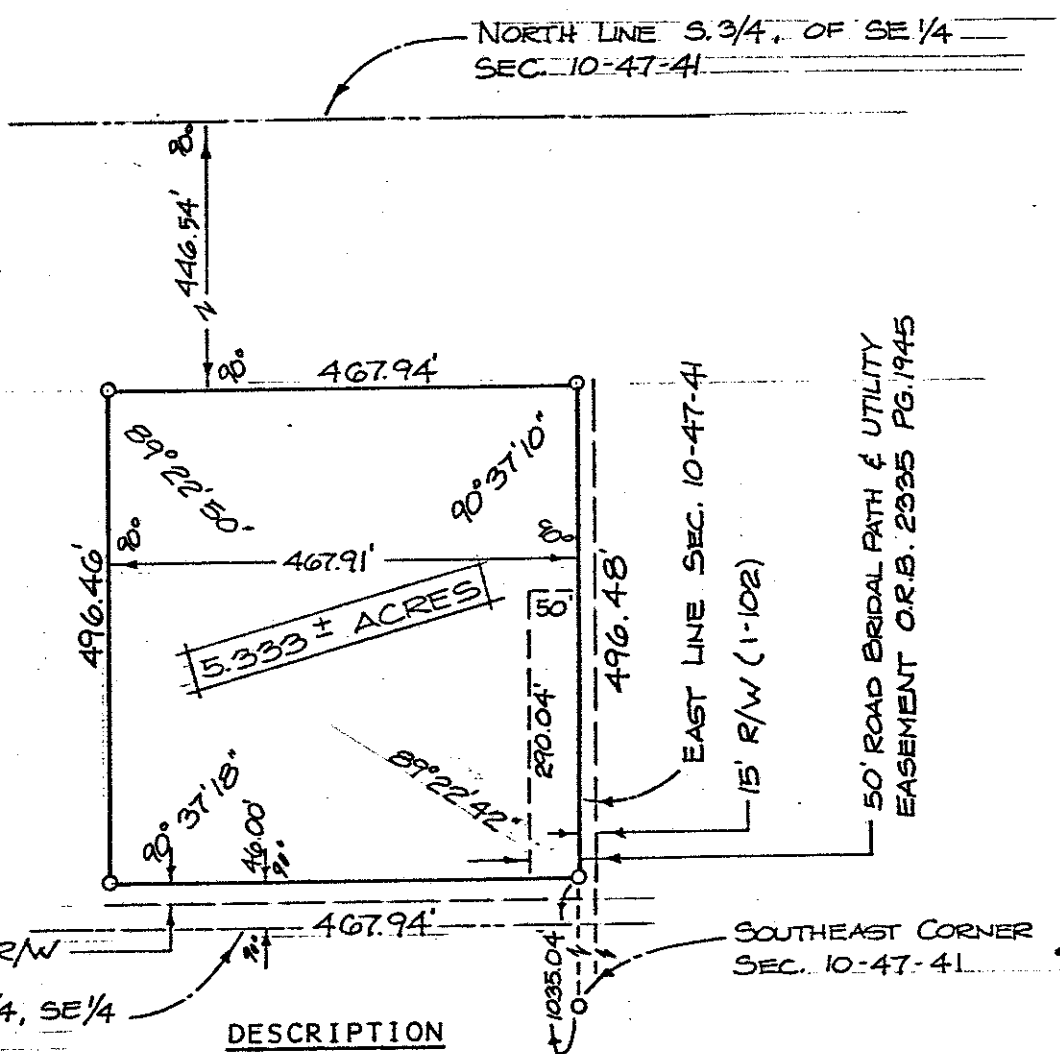 NORTH LINE S. 3/4, OF SE 1/4
SEC. 10-47-41
90°
446.54'
90°
467.94'
89°22'50"
90°37'10"
90°
90°
467.91'
496.46'
5.333 ± ACRES
50'
290.04'
496.48'
EAST LINE SEC. 10-47-41
15' R/W (1-102)
50' ROAD BRIDAL PATH & UTILITY
EASEMENT O.R.B. 2335 PG. 1945
90°37'18"
46.00'
90°
89°22'42"
467.94'
R/W
90°
1035.04
SOUTHEAST CORNER
SEC. 10-47-41
/4, SE 1/4
DESCRIPTION